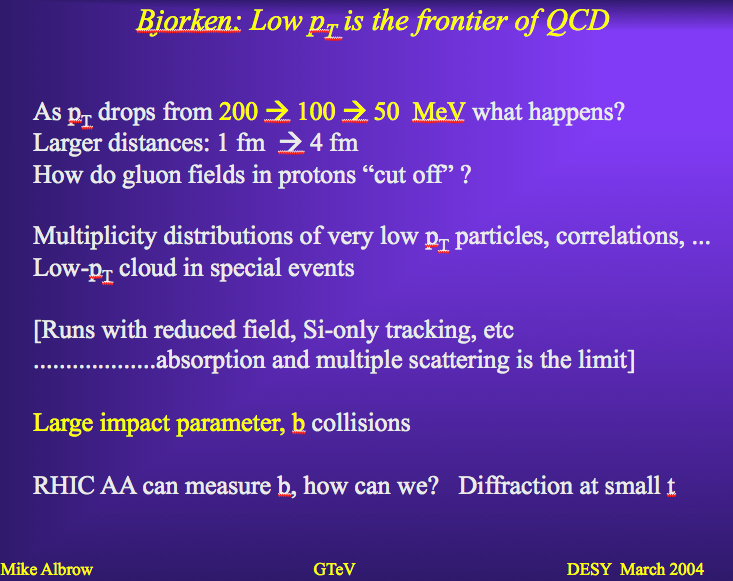 Bjorken: Low pT is the frontier of QCD
As pT drops from 200 → 100 → 50 MeV what happens?
Larger distances: 1 fm → 4 fm
How do gluon fields in protons “cut off” ?
Multiplicity distributions of very low pT particles, correlations, ...
Low-pT cloud in special events
[Runs with reduced field, Si-only tracking, etc
...................absorption and multiple scattering is the limit]
Large impact parameter, b collisions
RHIC AA can measure b, how can we? Diffraction at small t
Mike Albrow GTeV DESY March 2004